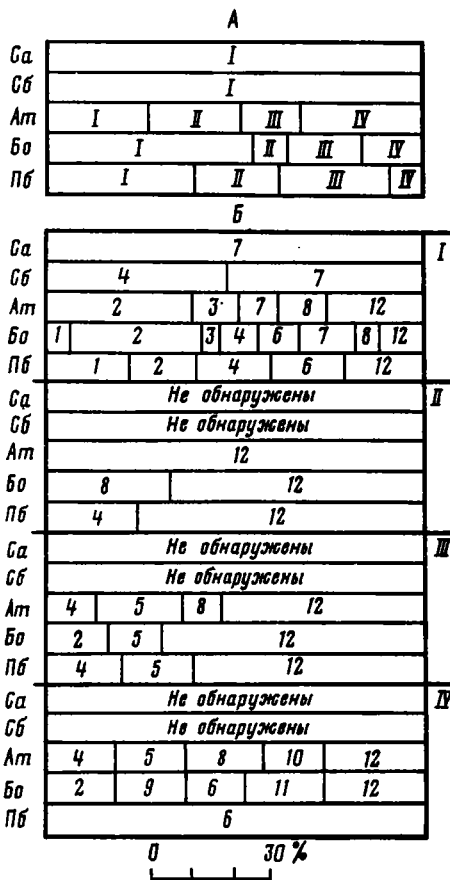 А
Са I
Сб I
Ат I II III IV
Бо I II III IV
Пб I II III IV
Б
Са 7 I
Сб 4 7
Ат 2 3 7 8 12
Бо 1 2 3 4 6 7 8 12
Пб 1 2 4 6 12
Са Не обнаружены II
Сб Не обнаружены
Ат 12
Бо 8 12
Пб 4 12
Са Не обнаружены III
Сб Не обнаружены
Ат 4 5 8 12
Бо 2 5 12
Пб 4 5 12
Са Не обнаружены IV
Сб Не обнаружены
Ат 4 5 8 10 12
Бо 2 9 6 11 12
Пб 6
0 30 %